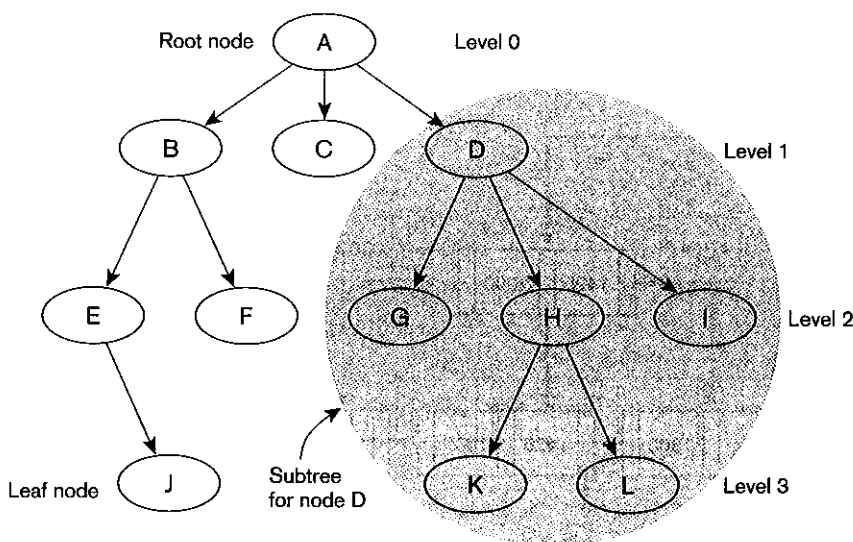 Root node
A
Level 0
B
C
D
Level 1
E
F
G
H
I
Level 2
Leaf node
J
Subtree
for node D
K
L
Level 3